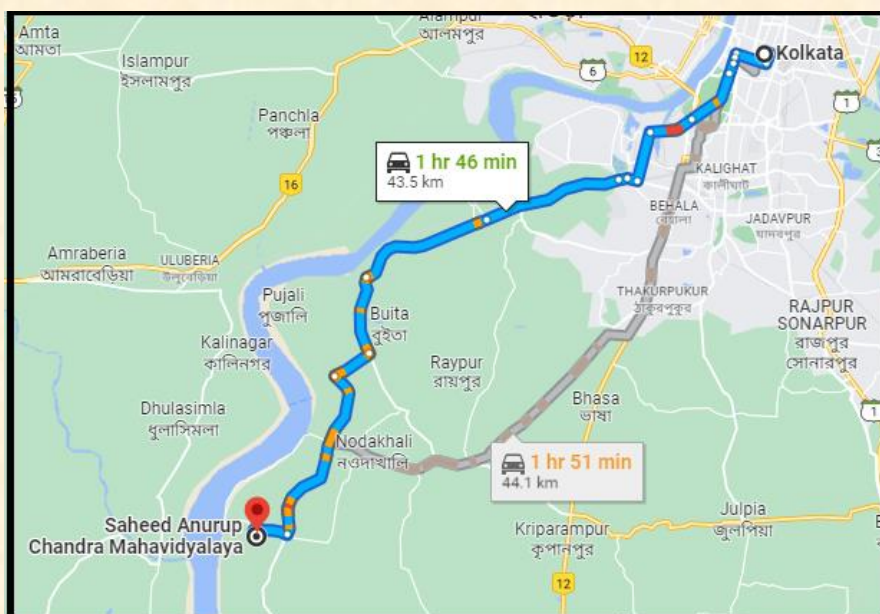 Amta
আমতা
Alampur
আলমপুর
Islampur
ইসলামপুর
12
6
Kolkata
1
Panchla
পঞ্চলা
1 hr 46 min
43.5 km
KALIGHAT
কালীঘাট
16
BEHALA
বেহালা
JADAVPUR
যাদবপুর
Amraberia
আমরাবেড়িয়া
ULUBERIA
উলুবেড়িয়া
Pujali
পুজালি
THAKURPUKUR
ঠাকুরপুকুর
Buita
বুইতা
RAJPUR
SONARPUR
রাজপুর
সোনারপুর
Kalinagar
কালিনগর
Raypur
রায়পুর
Bhasa
ভাষা
1
Dhulasimla
ধুলাসিমলা
Nodakhali
নওদাখালি
1 hr 51 min
44.1 km
Saheed Anurup
Chandra Mahavidyalaya
Kriparampur
কৃপানপুর
Julpia
জুলপিয়া
12